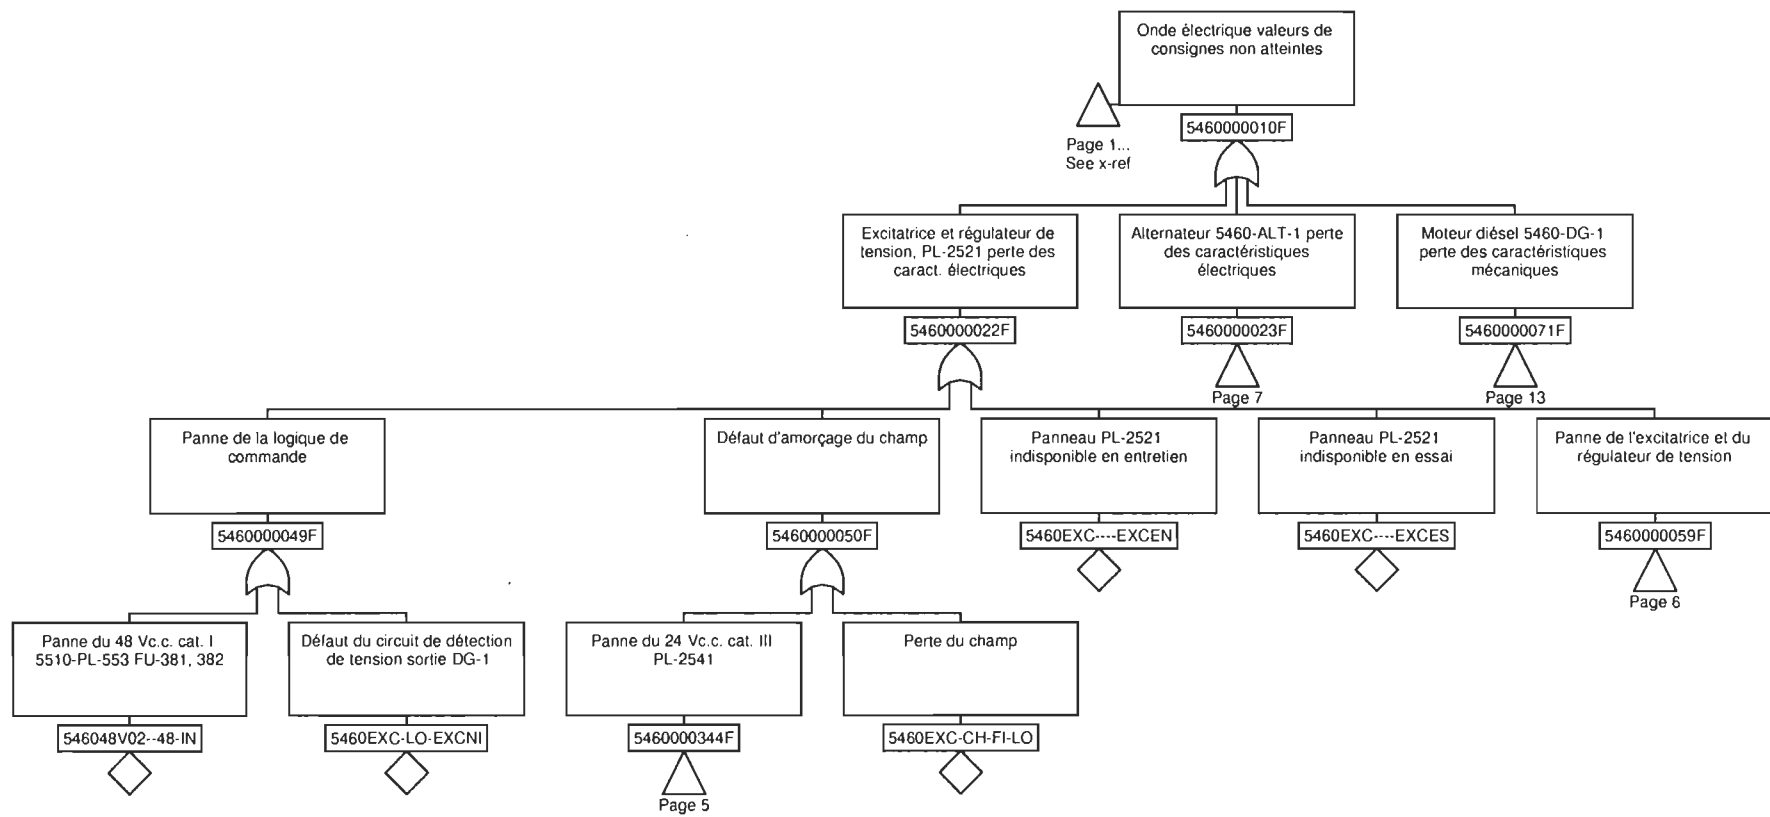 Onde électrique valeurs de
consignes non atteintes
Page 1...
See x-ref
5460000010F
Excitatrice et régulateur de
tension, PL-2521 perte des
caract. électriques
Alternateur 5460-ALT-1 perte
des caractéristiques
électriques
Moteur diésel 5460-DG-1
perte des caractéristiques
mécaniques
5460000022F
5460000023F
5460000071F
Page 7
Page 13
Panne de la logique de
commande
Défaut d'amorçage du champ
Panneau PL-2521
indisponible en entretien
Panneau PL-2521
indisponible en essai
Panne de l'excitatrice et du
régulateur de tension
5460000049F
5460000050F
5460EXC----EXCEN
5460EXC----EXCES
5460000059F
Page 6
Panne du 48 Vc.c. cat. I
5510-PL-553 FU-381, 382
Défaut du circuit de détection
de tension sortie DG-1
Panne du 24 Vc.c. cat. III
PL-2541
Perte du champ
546048V02--48-IN
5460EXC-LO-EXCNI
5460000344F
5460EXC-CH-FI-LO
Page 5